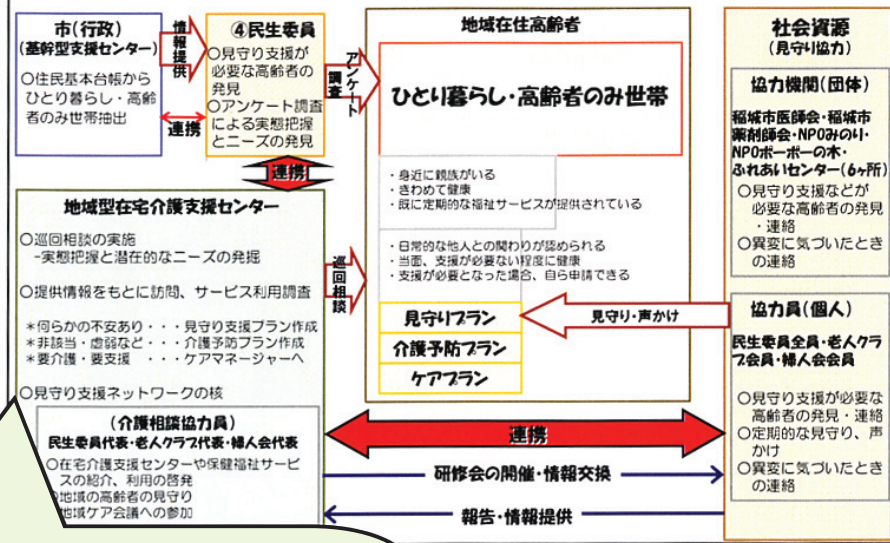 市(行政)
(基幹型支援センター)
○住民基本台帳から
ひとり暮らし・高齢
者のみ世帯抽出
情報提供
連携
④民生委員
○見守り支援が
必要な高齢者の
発見
○アンケート調査
による実態把握
とニーズの発見
アンケート
調査
連携
地域在住高齢者
ひとり暮らし・高齢者のみ世帯
・身近に親族がいる
・きわめて健康
・既に定期的な福祉サービスが提供されている
・日常的な他人との関わりが認められる
・当面、支援が必要ない程度に健康
・支援が必要となった場合、自ら申請できる
見守りプラン
介護予防プラン
ケアプラン
地域型在宅介護支援センター
○巡回相談の実施
-実態把握と潜在的なニーズの発掘
○提供情報をもとに訪問、サービス利用調査
*何らかの不安あり・・・見守り支援プラン作成
*非該当・虚弱など・・・介護予防プラン作成
*要介護・要支援 ・・・ケアマネージャーへ
○見守り支援ネットワークの核
巡回相談
(介護相談協力員)
民生委員代表・老人クラブ代表・婦人会代表
○在宅介護支援センターや保健福祉サービ
スの紹介、利用の啓発
○地域の高齢者の見守り
地域ケア会議への参加
見守り・声かけ
連携
研修会の開催・情報交換
報告・情報提供
社会資源
(見守り協力)
協力機関(団体)
稲城市医師会・稲城市
薬剤師会・NPOみのり・
NPOポーポーの木・
ふれあいセンター(6ヶ所)
○見守り支援などが
必要な高齢者の発見
・連絡
○異変に気づいたとき
の連絡
協力員(個人)
民生委員全員・老人クラ
ブ会員・婦人会会員
○見守り支援が必要な
高齢者の発見・連絡
○定期的な見守り、声
かけ
○異変に気づいたとき
の連絡